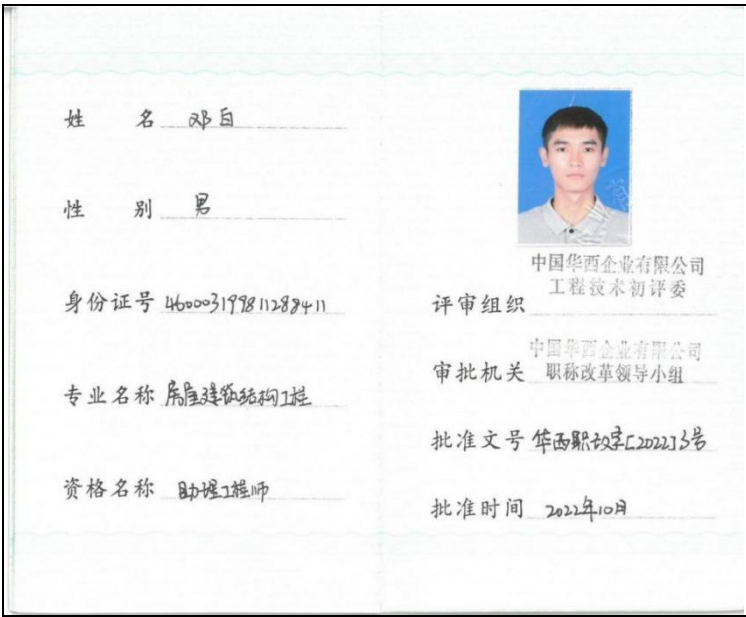 姓 名 邓自
性 别 男
身份证号 460003199811288411
专业名称 房屋建筑结构工程
资格名称 助理工程师
中国华西企业有限公司
评审组织 工程技术初评委
中国华西企业有限公司
审批机关 职称改革领导小组
批准文号 华西职改字[2022]3号
批准时间 2022年10月